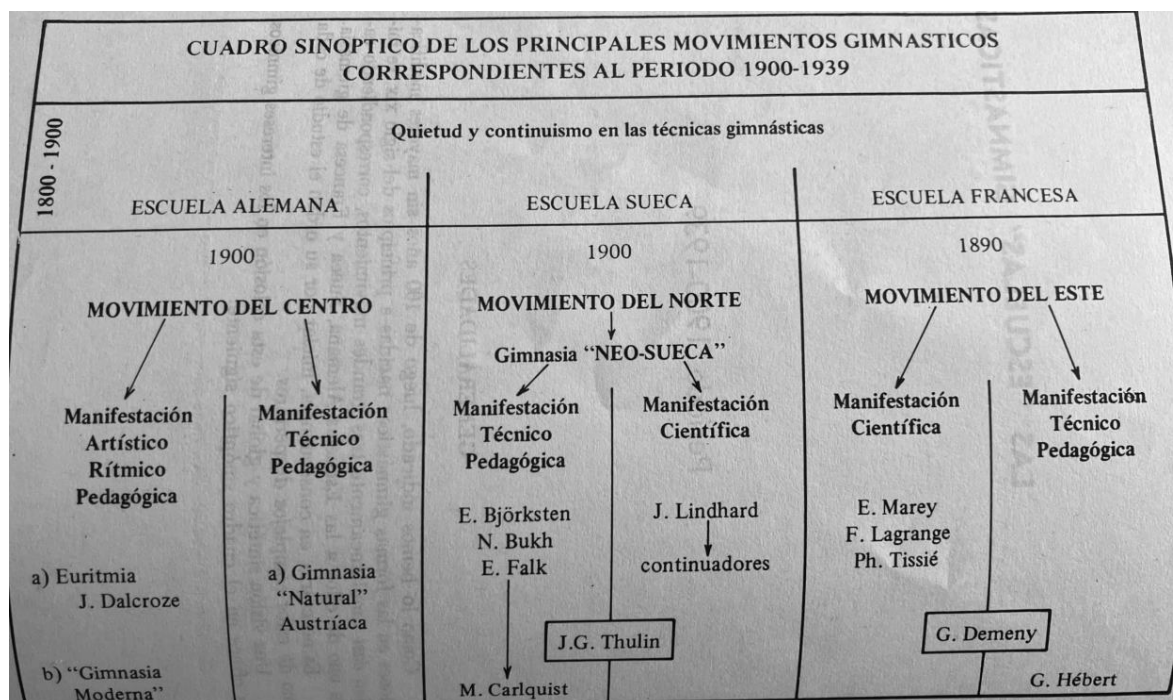 CUADRO SINOPTICO DE LOS PRINCIPALES MOVIMIENTOS GIMNASTICOS
CORRESPONDIENTES AL PERIODO 1900-1939
1800 - 1900
Quietud y continuismo en las técnicas gimnásticas
ESCUELA ALEMANA
ESCUELA SUECA
ESCUELA FRANCESA
1900
MOVIMIENTO DEL CENTRO
Manifestación
Artístico
Rítmico
Pedagógica
a) Euritmia
J. Dalcroze
b) “Gimnasia
Moderna”
Manifestación
Técnico
Pedagógica
a) Gimnasia
“Natural”
Austríaca
1900
MOVIMIENTO DEL NORTE
Gimnasia “NEO-SUECA”
Manifestación
Técnico
Pedagógica
E. Björksten
N. Bukh
E. Falk
M. Carlquist
Manifestación
Científica
J. Lindhard
continuadores
J.G. Thulin
1890
MOVIMIENTO DEL ESTE
Manifestación
Científica
E. Marey
F. Lagrange
Ph. Tissié
Manifestación
Técnico
Pedagógica
G. Demeny
G. Hébert